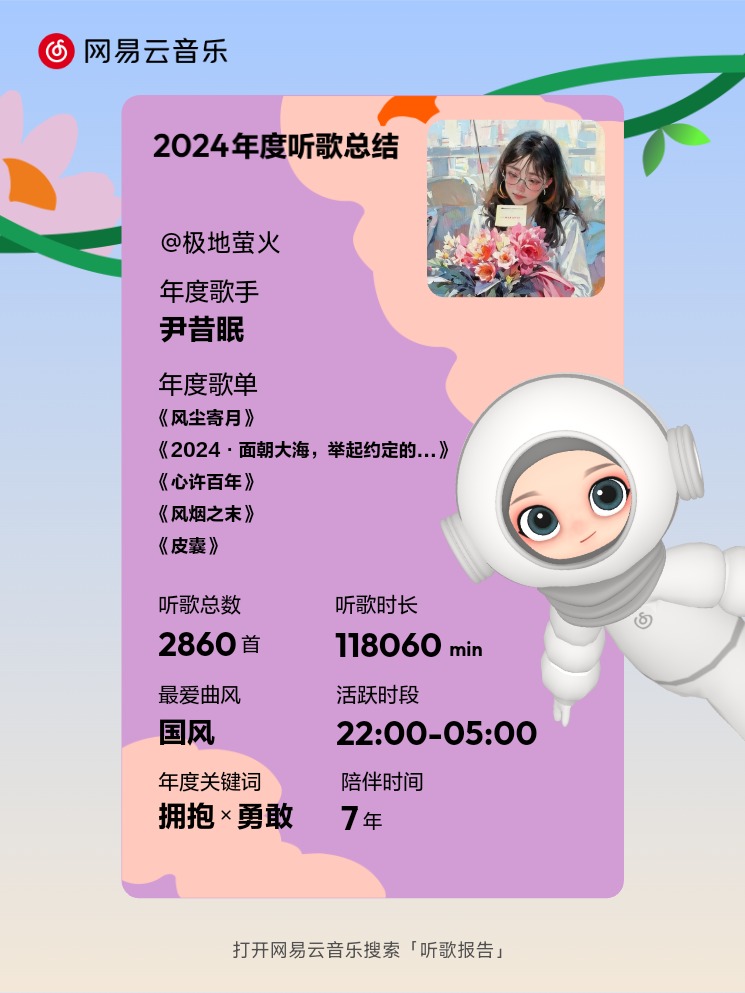 网易云音乐
2024年度听歌总结
@极地萤火
年度歌手
尹昔眠
年度歌单
《风尘寄月》
《2024 · 面朝大海，举起约定的...》
《心许百年》
《风烟之末》
《皮囊》
听歌总数 听歌时长
2860首 118060 min
最爱曲风 活跃时段
国风 22:00-05:00
年度关键词 陪伴时间
拥抱×勇敢 7年
打开网易云音乐搜索「听歌报告」